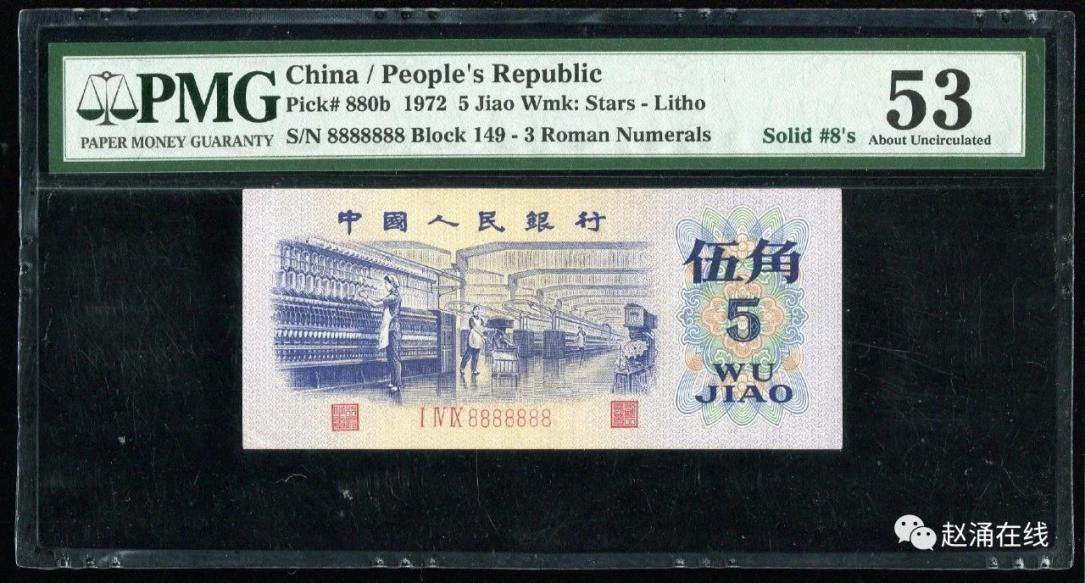 PMG
PAPER MONEY GUARANTY
China / People's Republic
Pick# 880b 1972 5 Jiao Wmk: Stars - Litho
S/N 8888888 Block 149 - 3 Roman Numerals
Solid #8's
53
About Uncirculated
中國人民銀行
伍角
5
WU
JIAO
I IV IX 8888888
赵涌在线